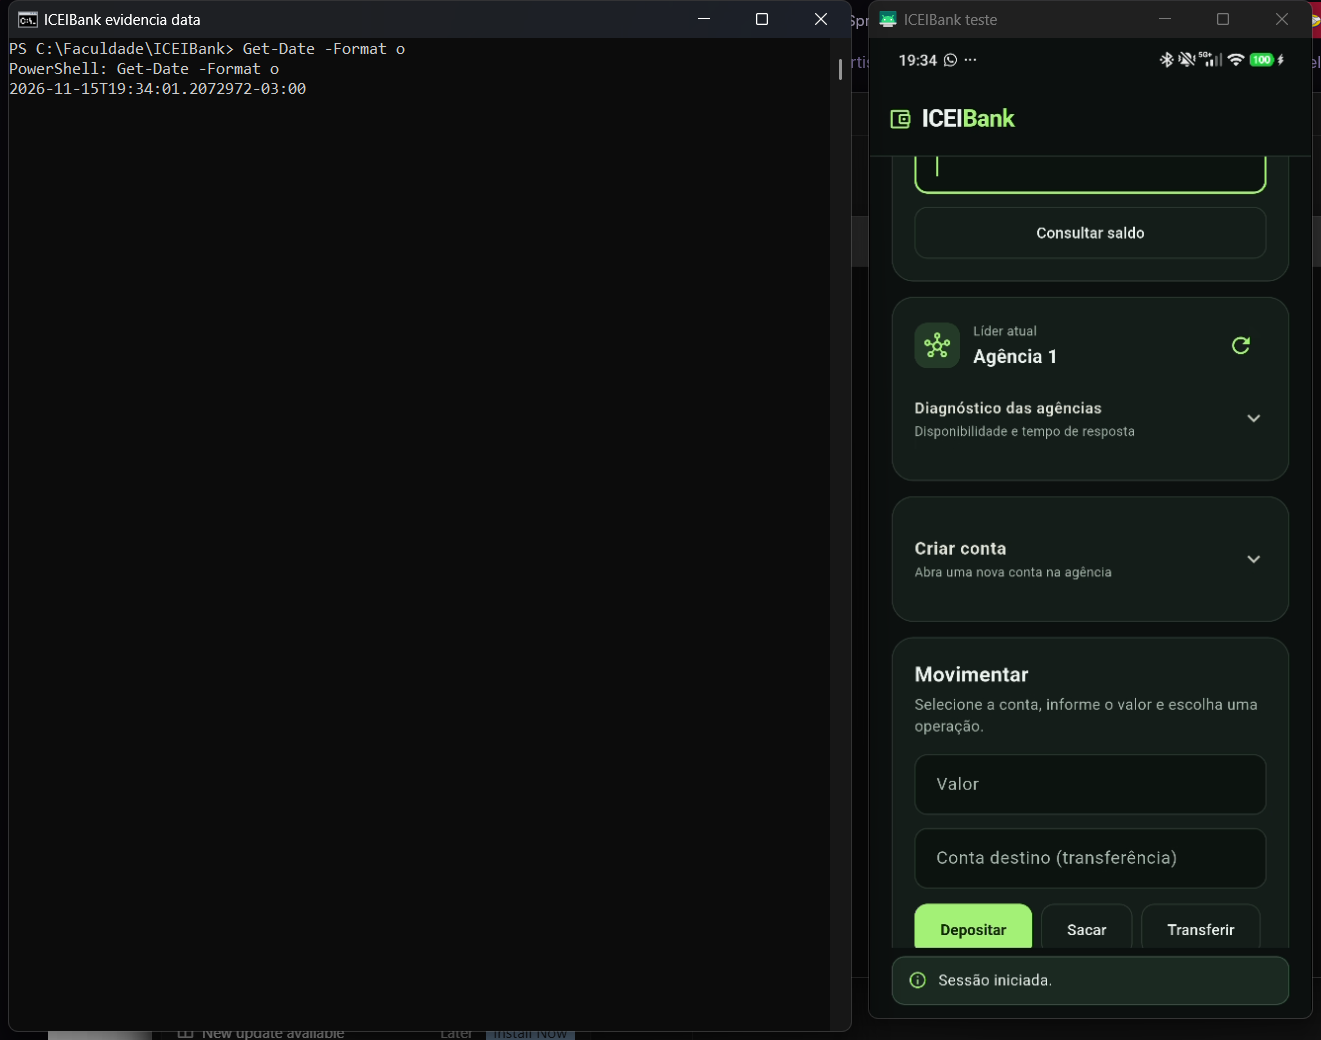 ICEIBank evidencia data
PS C:\Faculdade\ICEIBank> Get-Date -Format o
PowerShell: Get-Date -Format o
2026-11-15T19:34:01.2072972-03:00
ICEIBank teste
19:34
5G+
100
ICEIBank
Consultar saldo
Líder atual
Agência 1
Diagnóstico das agências
Disponibilidade e tempo de resposta
Criar conta
Abra uma nova conta na agência
Movimentar
Selecione a conta, informe o valor e escolha uma
operação.
Valor
Conta destino (transferência)
Depositar Sacar Transferir
Sessão iniciada.
New update available Later Install Now